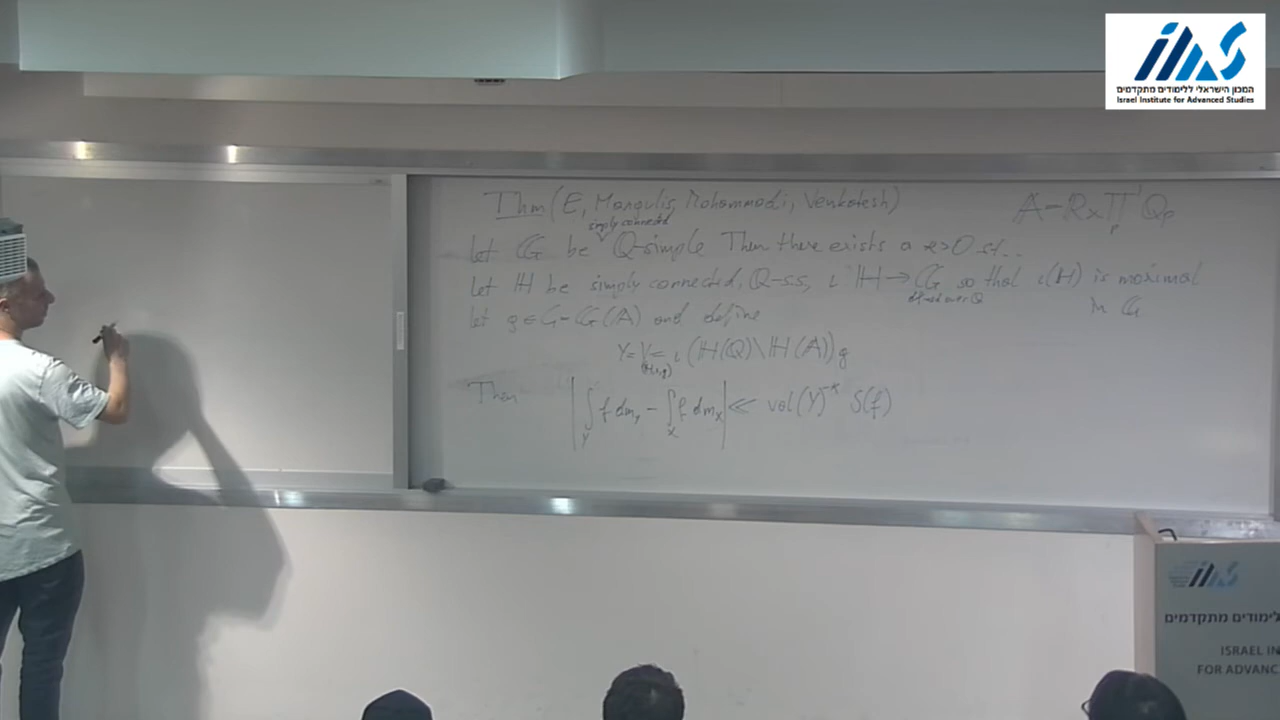 המכון הישראלי ללימודים מתקדמים
Israel Institute for Advanced Studies
Thm (E, Margulis, Mohammadi, Venkatesh)
A = R × ∏'_p Q_p
simply connected
Let G be Q-simple. Then there exists a κ>0 s.t...
Let H be simply connected, Q-ss, ι: H → G so that ι(H) is maximal
defined over Q
in G
Let g ∈ G = G(A) and define
Y = Y_(H,ι,g) = ι(H(Q)\H(A))g
Then |∫_Y f dm_Y − ∫_X f dm_X| ≪ vol(Y)^-κ S(f)
לימודים מתקדמים
ISRAEL IN
FOR ADVANC